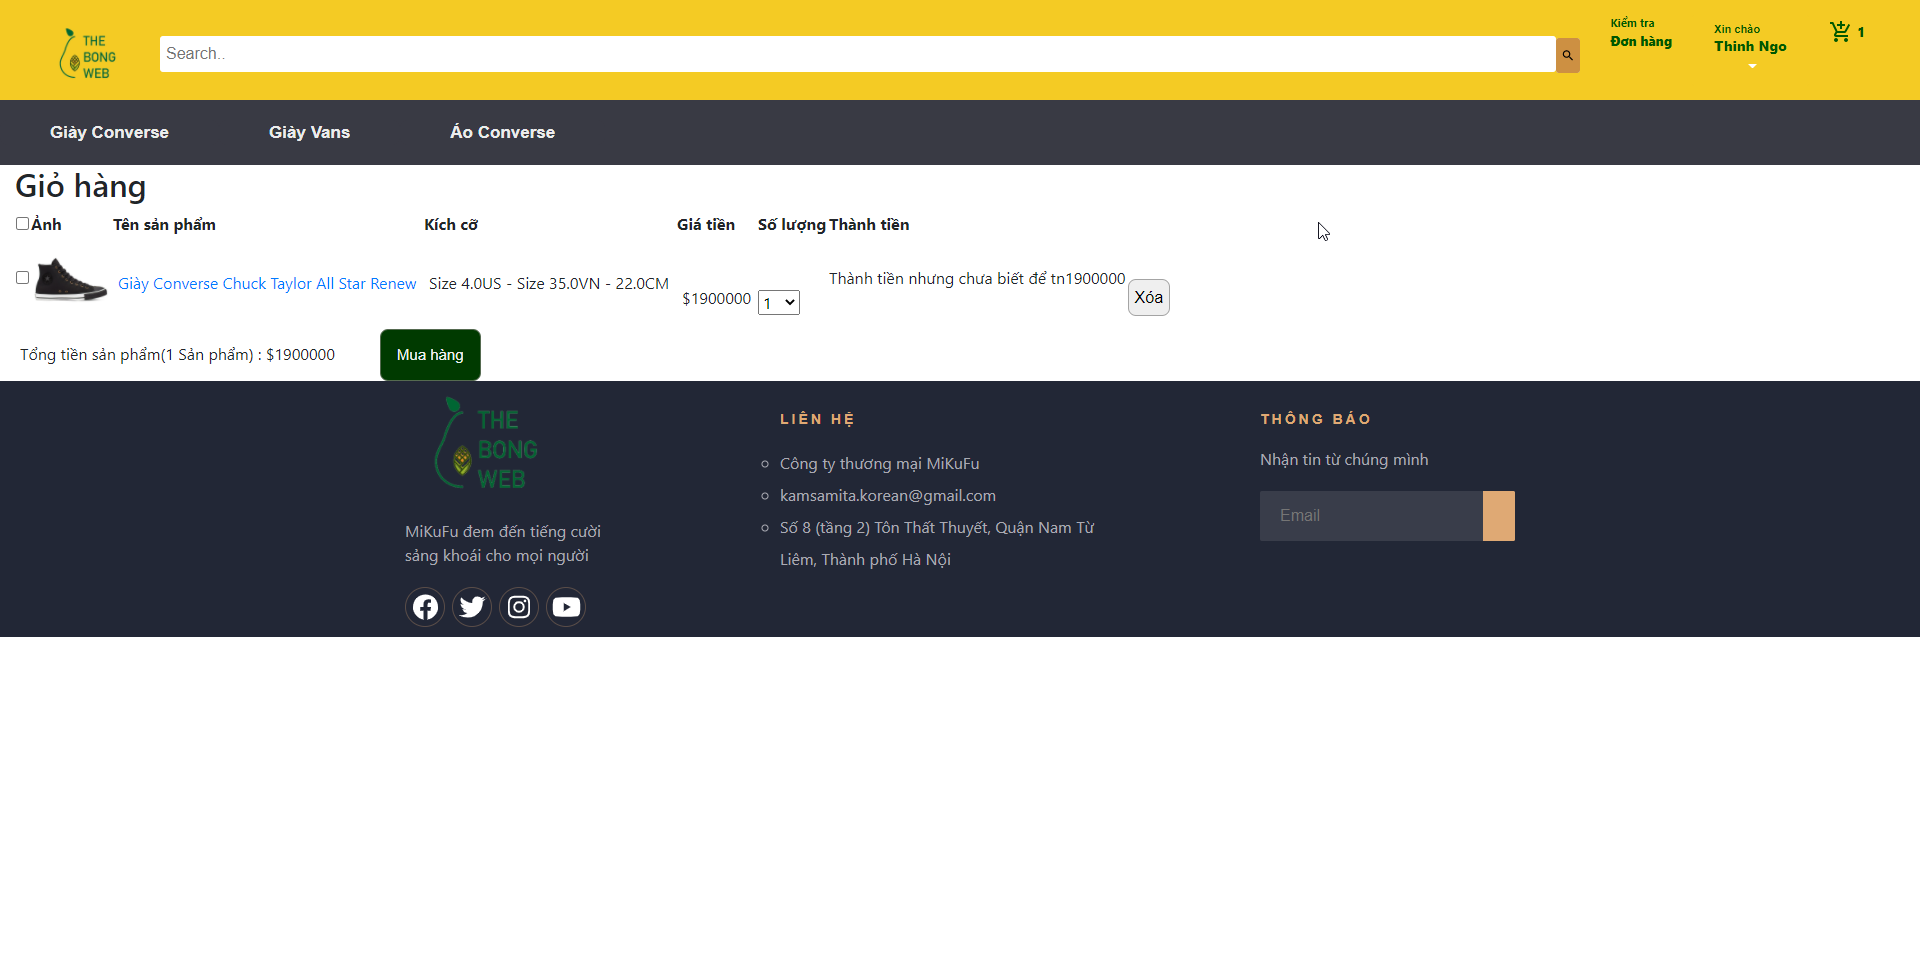 THE
BONG
WEB
Search..
Kiểm tra
Đơn hàng
Xin chào
Thinh Ngo
1
Giày Converse
Giày Vans
Áo Converse
Giỏ hàng
Ảnh Tên sản phẩm Kích cỡ Giá tiền Số lượng Thành tiền
Giày Converse Chuck Taylor All Star Renew Size 4.0US - Size 35.0VN - 22.0CM $1900000 1 Thành tiền nhưng chưa biết để tn1900000 Xóa
Tổng tiền sản phẩm(1 Sản phẩm) : $1900000 Mua hàng
THE
BONG
WEB
MiKuFu đem đến tiếng cười
sảng khoái cho mọi người
LIÊN HỆ
Công ty thương mại MiKuFu
kamsamita.korean@gmail.com
Số 8 (tầng 2) Tôn Thất Thuyết, Quận Nam Từ
Liêm, Thành phố Hà Nội
THÔNG BÁO
Nhận tin từ chúng mình
Email